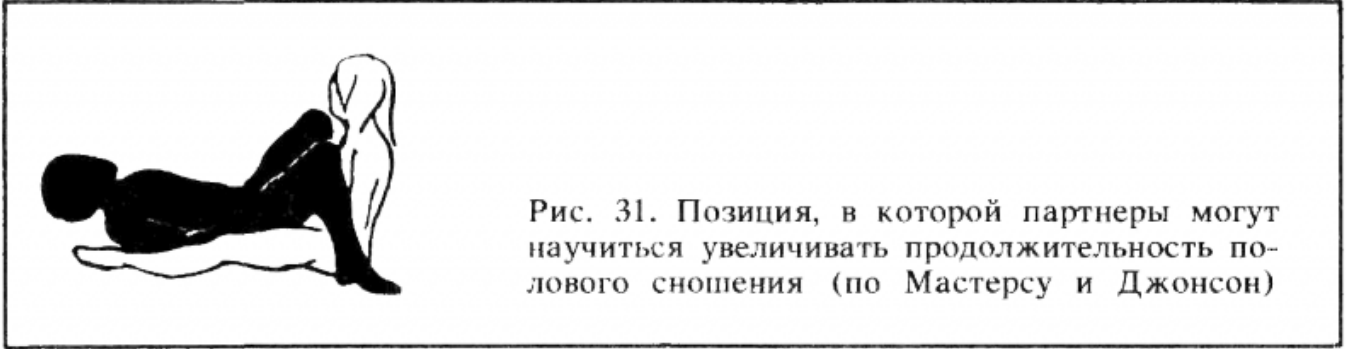 Рис. 31. Позиция, в которой партнеры могут
научиться увеличивать продолжительность по-
лового сношения (по Мастерсу и Джонсон)